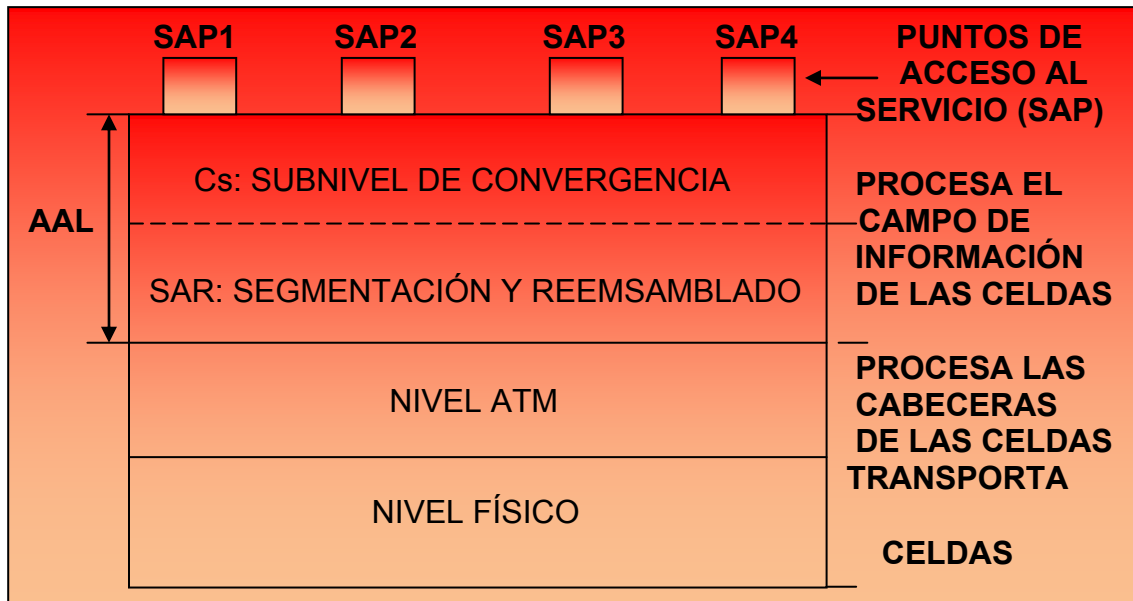 SAP1 SAP2 SAP3 SAP4
PUNTOS DE
ACCESO AL
SERVICIO (SAP)
AAL
Cs: SUBNIVEL DE CONVERGENCIA
SAR: SEGMENTACIÓN Y REEMSAMBLADO
PROCESA EL
CAMPO DE
INFORMACIÓN
DE LAS CELDAS
NIVEL ATM
PROCESA LAS
CABECERAS
DE LAS CELDAS
TRANSPORTA
NIVEL FÍSICO
CELDAS